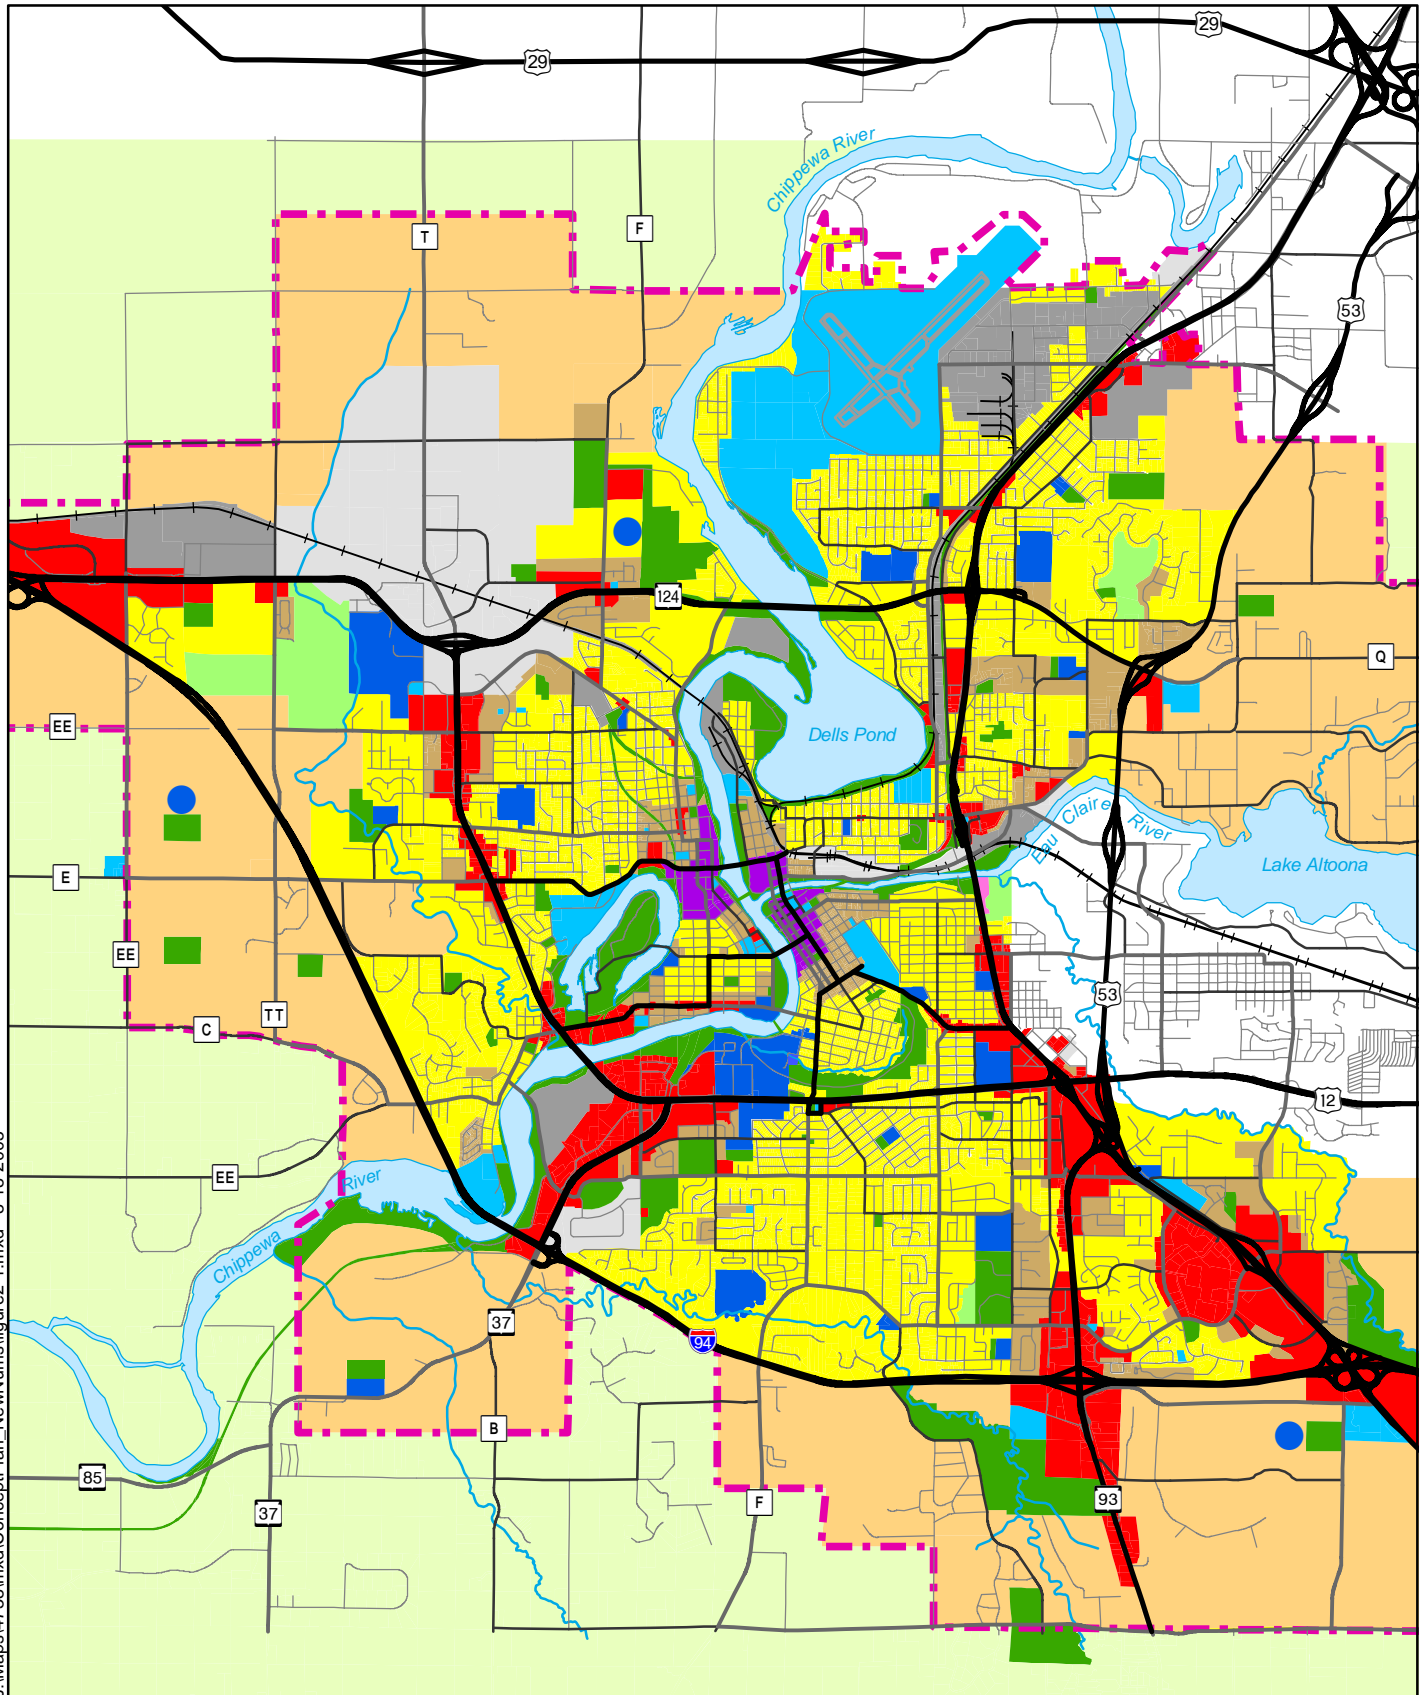 29
29
Chippewa River
T
F
53
124
Q
EE
Dells Pond
Eau Claire River
Lake Altoona
E
EE
53
TT
C
12
EE
River
Chippewa
37
94
B
85
F
93
37